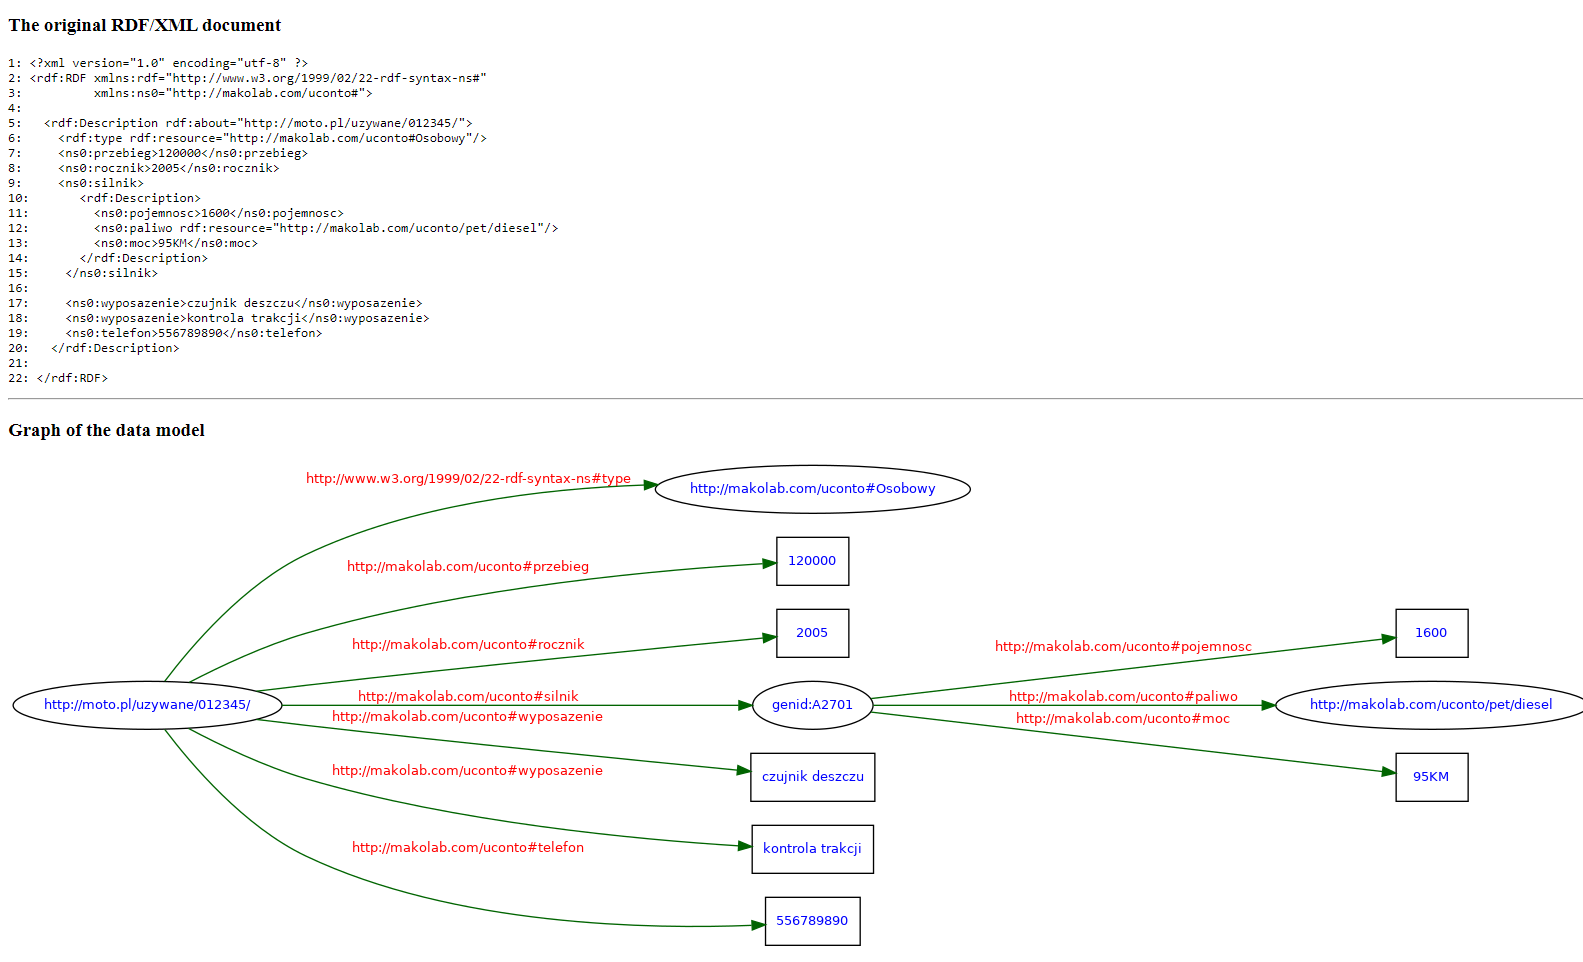 The original RDF/XML document
1: <?xml version="1.0" encoding="utf-8" ?>
2: <rdf:RDF xmlns:rdf="http://www.w3.org/1999/02/22-rdf-syntax-ns#"
3:          xmlns:ns0="http://makolab.com/uconto#">
4:
5:   <rdf:Description rdf:about="http://moto.pl/uzywane/012345/">
6:     <rdf:type rdf:resource="http://makolab.com/uconto#Osobowy"/>
7:     <ns0:przebieg>120000</ns0:przebieg>
8:     <ns0:rocznik>2005</ns0:rocznik>
9:     <ns0:silnik>
10:       <rdf:Description>
11:         <ns0:pojemnosc>1600</ns0:pojemnosc>
12:         <ns0:paliwo rdf:resource="http://makolab.com/uconto/pet/diesel"/>
13:         <ns0:moc>95KM</ns0:moc>
14:       </rdf:Description>
15:     </ns0:silnik>
16:
17:     <ns0:wyposazenie>czujnik deszczu</ns0:wyposazenie>
18:     <ns0:wyposazenie>kontrola trakcji</ns0:wyposazenie>
19:     <ns0:telefon>556789890</ns0:telefon>
20:   </rdf:Description>
21:
22: </rdf:RDF>
Graph of the data model
http://www.w3.org/1999/02/22-rdf-syntax-ns#type
http://makolab.com/uconto#Osobowy
http://makolab.com/uconto#przebieg
120000
http://makolab.com/uconto#rocznik
2005
http://makolab.com/uconto#pojemnosc
1600
http://moto.pl/uzywane/012345/
http://makolab.com/uconto#silnik
genid:A2701
http://makolab.com/uconto#paliwo
http://makolab.com/uconto/pet/diesel
http://makolab.com/uconto#wyposazenie
czujnik deszczu
http://makolab.com/uconto#moc
95KM
http://makolab.com/uconto#wyposazenie
kontrola trakcji
http://makolab.com/uconto#telefon
556789890